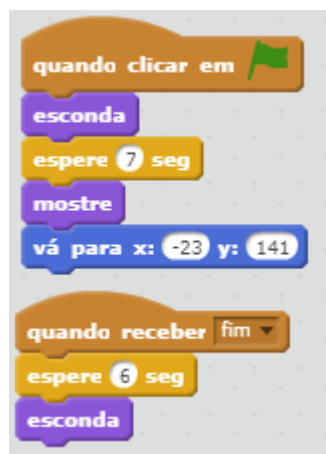 quando clicar em
esconda
espere 7 seg
mostre
vá para x: -23 y: 141
quando receber fim
espere 6 seg
esconda